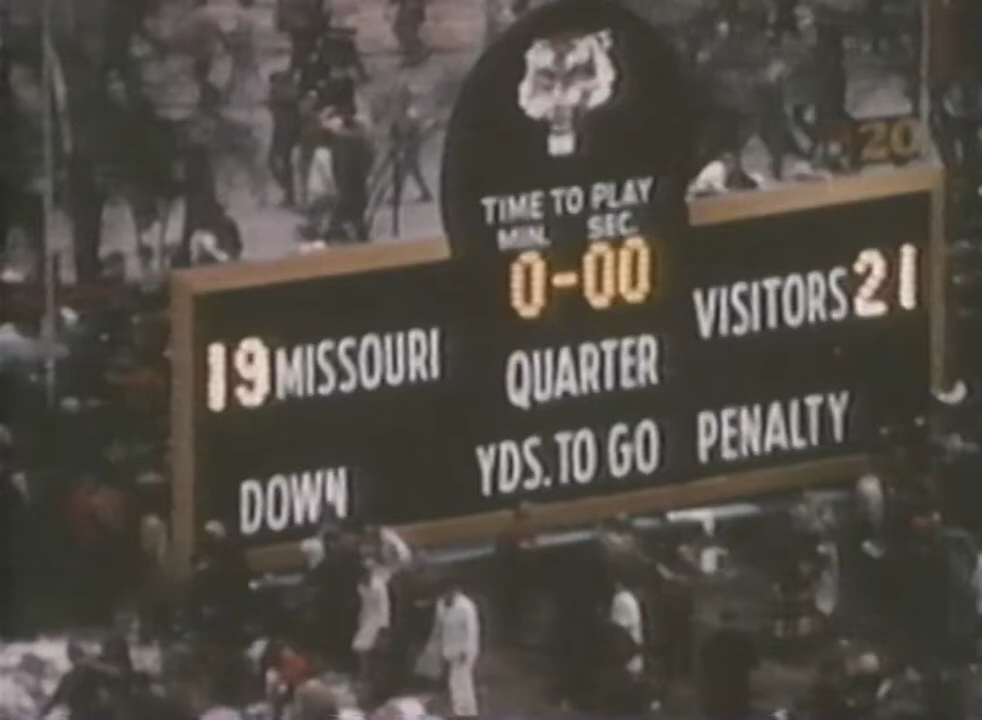 20
TIME TO PLAY
MIN. SEC.
0-00
19 MISSOURI
VISITORS 21
QUARTER
DOWN
YDS. TO GO
PENALTY